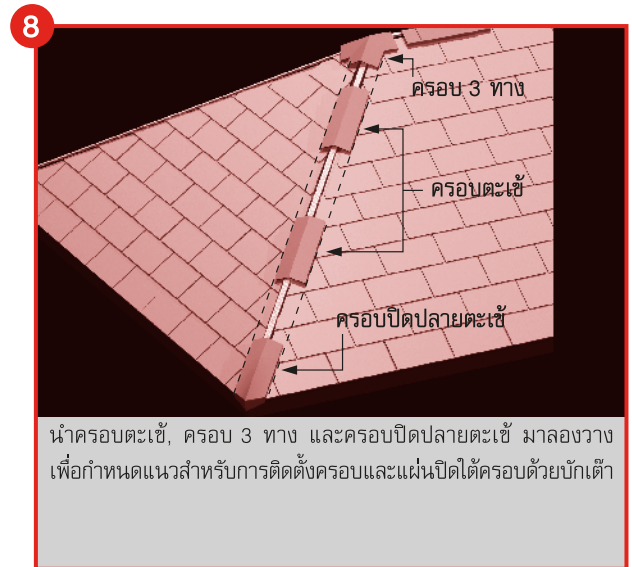 8
ครอบ 3 ทาง
ครอบตะเข้
ครอบปิดปลายตะเข้
นำครอบตะเข้, ครอบ 3 ทาง และครอบปิดปลายตะเข้ มาลองวาง
เพื่อกำหนดแนวสำหรับการติดตั้งครอบและแผ่นปิดใต้ครอบด้วยบักเต้า